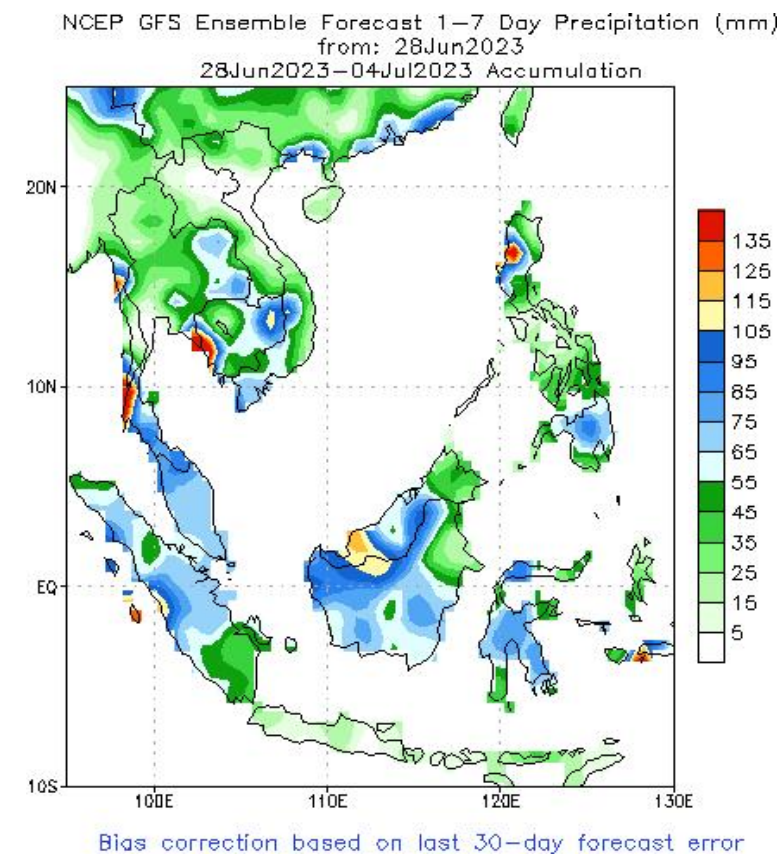 NCEP GFS Ensemble Forecast 1–7 Day Precipitation (mm)
from: 28Jun2023
28Jun2023–04Jul2023 Accumulation
20N
10N
EQ
10S
100E
110E
120E
130E
135
125
115
105
95
85
75
65
55
45
35
25
15
5
Bias correction based on last 30–day forecast error